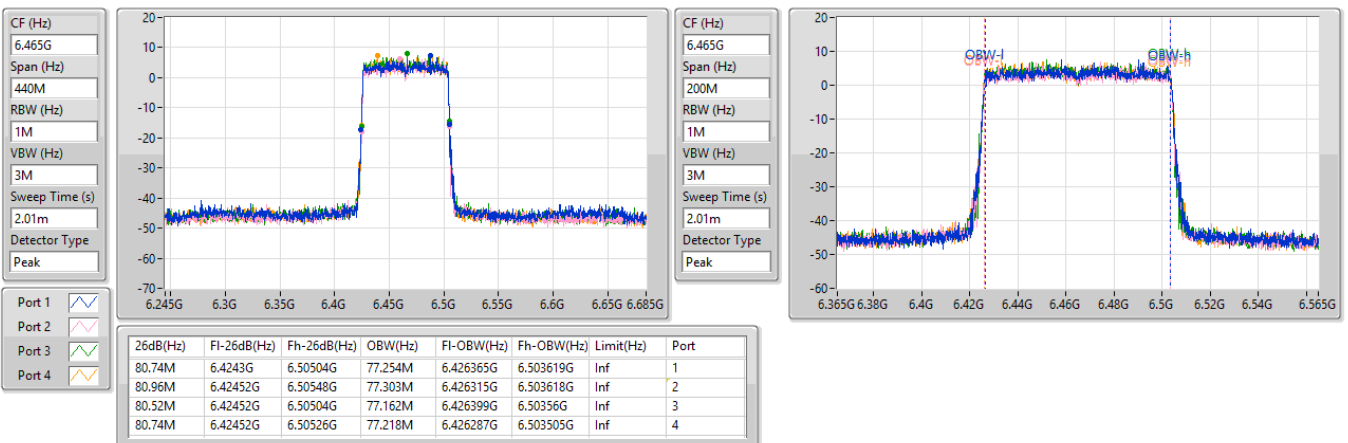 CF (Hz)
6.465G
Span (Hz)
440M
RBW (Hz)
1M
VBW (Hz)
3M
Sweep Time (s)
2.01m
Detector Type
Peak
20
10
0
-10
-20
-30
-40
-50
-60
-70
6.245G 6.3G 6.35G 6.4G 6.45G 6.5G 6.55G 6.6G 6.65G 6.685G
CF (Hz)
6.465G
Span (Hz)
200M
RBW (Hz)
1M
VBW (Hz)
3M
Sweep Time (s)
2.01m
Detector Type
Peak
20
10
0
-10
-20
-30
-40
-50
-60
OBW-l OBW-h
6.365G 6.38G 6.4G 6.42G 6.44G 6.46G 6.48G 6.5G 6.52G 6.54G 6.565G
Port 1
Port 2
Port 3
Port 4
26dB(Hz) Fl-26dB(Hz) Fh-26dB(Hz) OBW(Hz) Fl-OBW(Hz) Fh-OBW(Hz) Limit(Hz) Port
80.74M 6.4243G 6.50504G 77.254M 6.426365G 6.503619G Inf 1
80.96M 6.42452G 6.50548G 77.303M 6.426315G 6.503618G Inf 2
80.52M 6.42452G 6.50504G 77.162M 6.426399G 6.50356G Inf 3
80.74M 6.42452G 6.50526G 77.218M 6.426287G 6.503505G Inf 4